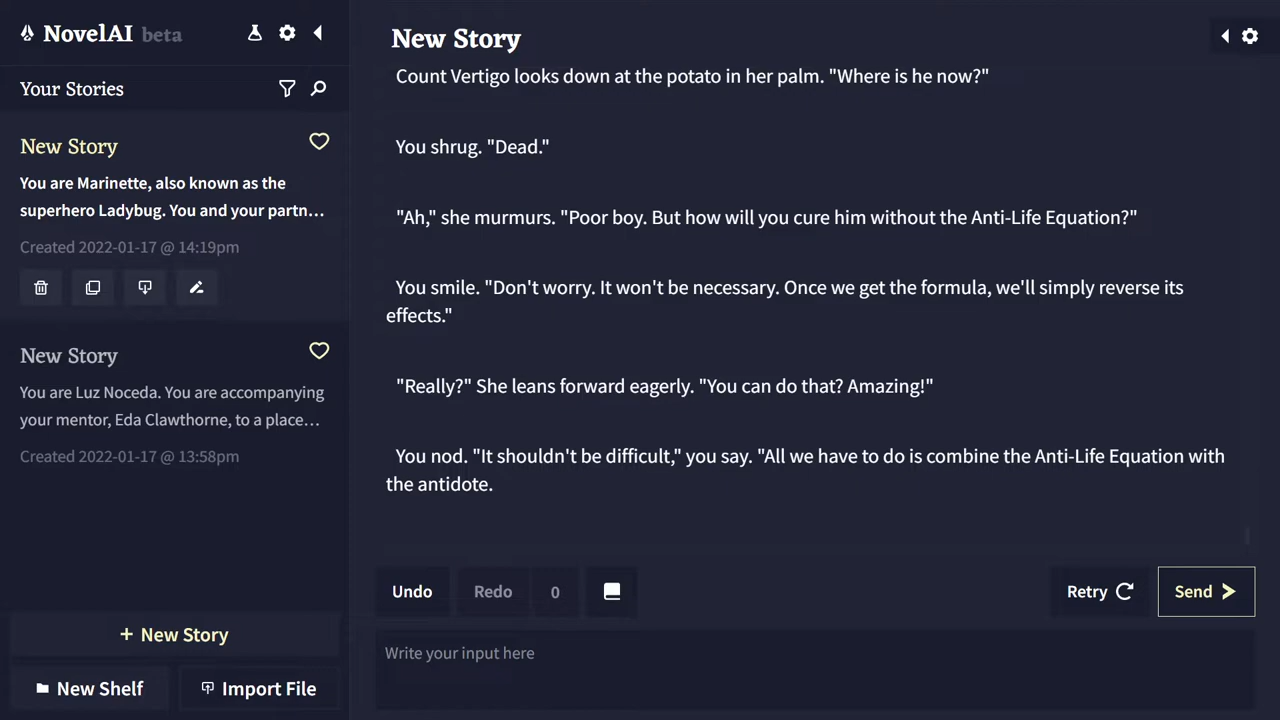 NovelAI beta
Your Stories
New Story
You are Marinette, also known as the
superhero Ladybug. You and your partn...
Created 2022-01-17 @ 14:19pm
New Story
You are Luz Noceda. You are accompanying
your mentor, Eda Clawthorne, to a place...
Created 2022-01-17 @ 13:58pm
+ New Story
New Shelf
Import File
New Story
Count Vertigo looks down at the potato in her palm. "Where is he now?"
You shrug. "Dead."
"Ah," she murmurs. "Poor boy. But how will you cure him without the Anti-Life Equation?"
You smile. "Don't worry. It won't be necessary. Once we get the formula, we'll simply reverse its
effects."
"Really?" She leans forward eagerly. "You can do that? Amazing!"
You nod. "It shouldn't be difficult," you say. "All we have to do is combine the Anti-Life Equation with
the antidote.
Undo
Redo
0
Retry
Send
Write your input here